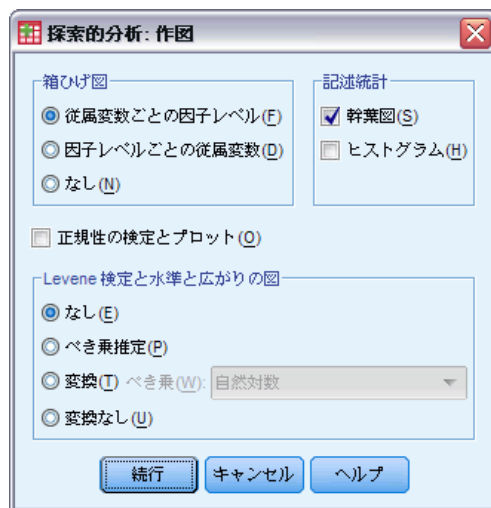 探索的分析: 作図
箱ひげ図
従属変数ごとの因子レベル(F)
因子レベルごとの従属変数(D)
なし(N)
記述統計
幹葉図(S)
ヒストグラム(H)
正規性の検定とプロット(O)
Levene 検定と水準と広がりの図
なし(E)
べき乗推定(P)
変換(T) べき乗(W): 自然対数
変換なし(U)
続行 キャンセル ヘルプ